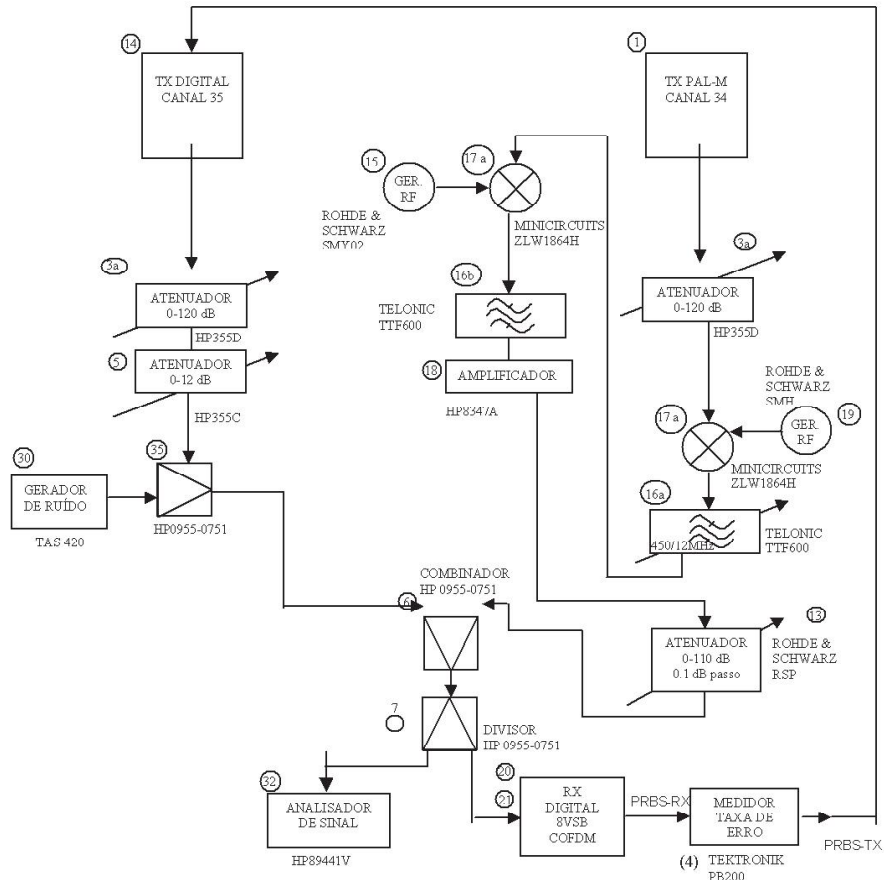 14
TX DIGITAL
CANAL 35
1
TX PAL-M
CANAL 34
15
GER.
RF
ROHDE &
SCHWARZ
SMY02
17 a
MINICIRCUITS
ZLW1864H
3a
ATENUADOR
0-120 dB
HP355D
5
ATENUADOR
0-12 dB
HP355C
16b
TELONIC
TTF600
18
AMPLIFICADOR
HP8347A
3a
ATENUADOR
0-120 dB
HP355D
ROHDE &
SCHWARZ
SMH
17 a
GER.
RF
19
MINICIRCUITS
ZLW1864H
16a
450/12MHz
TELONIC
TTF600
30
GERADOR
DE RUÍDO
TAS 420
35
HP0955-0751
COMBINADOR
HP 0955-0751
6
13
ATENUADOR
0-110 dB
0.1 dB passo
ROHDE &
SCHWARZ
RSP
7
DIVISOR
HP 0955-0751
32
ANALISADOR
DE SINAL
HP89441V
20
21
RX
DIGITAL
8VSB
COFDM
PRBS-RX
MEDIDOR
TAXA DE
ERRO
(4)
TEKTRONIK
PB200
PRBS-TX